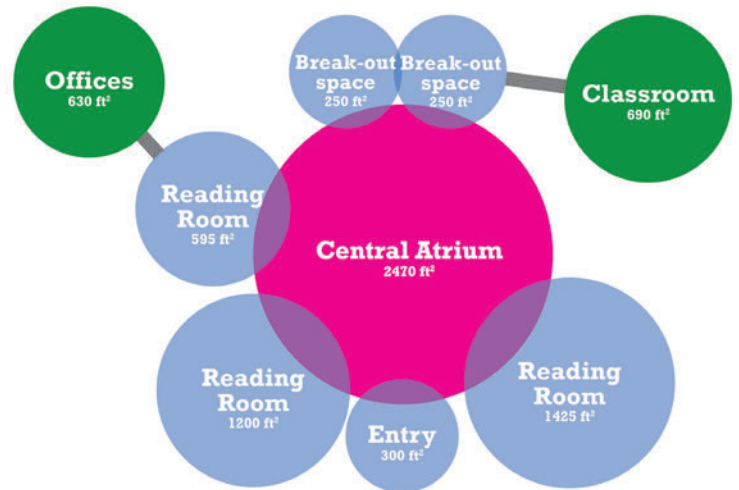 Offices
630 ft²
Break-out
space
250 ft²
Break-out
space
250 ft²
Classroom
690 ft²
Reading
Room
595 ft²
Central Atrium
2470 ft²
Reading
Room
1200 ft²
Entry
300 ft²
Reading
Room
1425 ft²